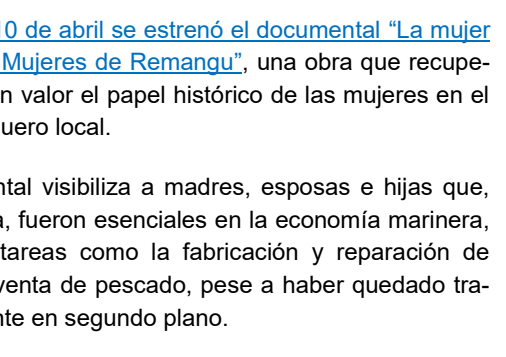 0 de abril se estrenó el documental “La mujer
Mujeres de Remangu”, una obra que recupe-
n valor el papel histórico de las mujeres en el
uero local.
ntal visibiliza a madres, esposas e hijas que,
a, fueron esenciales en la economía marinera,
tareas como la fabricación y reparación de
venta de pescado, pese a haber quedado tra-
nte en segundo plano.